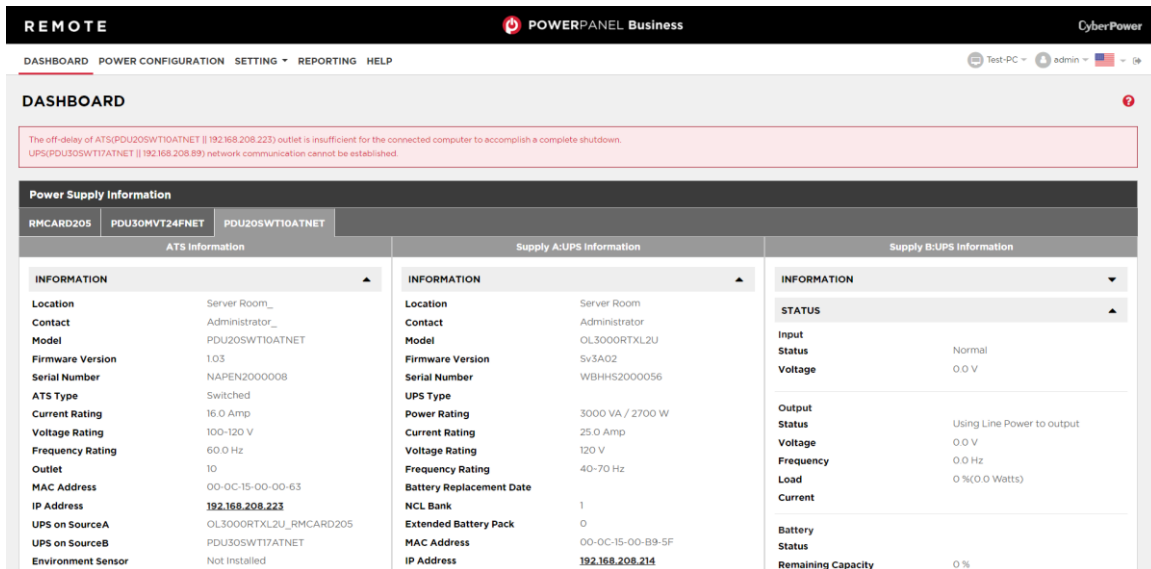 REMOTE
POWERPANEL Business
CyberPower
DASHBOARD POWER CONFIGURATION SETTING REPORTING HELP
Test-PC admin
DASHBOARD
?
The off-delay of ATS(PDU20SWT10ATNET || 192.168.208.223) outlet is insufficient for the connected computer to accomplish a complete shutdown.
UPS(PDU30SWT17ATNET || 192.168.208.89) network communication cannot be established.
Power Supply Information
RMCARD205 PDU30MVT24FNET PDU20SWT10ATNET
ATS Information
INFORMATION
Location Server Room_
Contact Administrator_
Model PDU20SWT10ATNET
Firmware Version 1.03
Serial Number NAPEN2000008
ATS Type Switched
Current Rating 16.0 Amp
Voltage Rating 100-120 V
Frequency Rating 60.0 Hz
Outlet 10
MAC Address 00-0C-15-00-00-63
IP Address 192.168.208.223
UPS on SourceA OL3000RTXL2U_RMCARD205
UPS on SourceB PDU30SWT17ATNET
Environment Sensor Not Installed
Supply A:UPS Information
INFORMATION
Location Server Room
Contact Administrator
Model OL3000RTXL2U
Firmware Version Sv3A02
Serial Number WBHHS2000056
UPS Type
Power Rating 3000 VA / 2700 W
Current Rating 25.0 Amp
Voltage Rating 120 V
Frequency Rating 40-70 Hz
Battery Replacement Date
NCL Bank 1
Extended Battery Pack 0
MAC Address 00-0C-15-00-B9-5F
IP Address 192.168.208.214
Supply B:UPS Information
INFORMATION
STATUS
Input
Status Normal
Voltage 0.0 V
Output
Status Using Line Power to output
Voltage 0.0 V
Frequency 0.0 Hz
Load 0 %(0.0 Watts)
Current
Battery
Status
Remaining Capacity 0 %